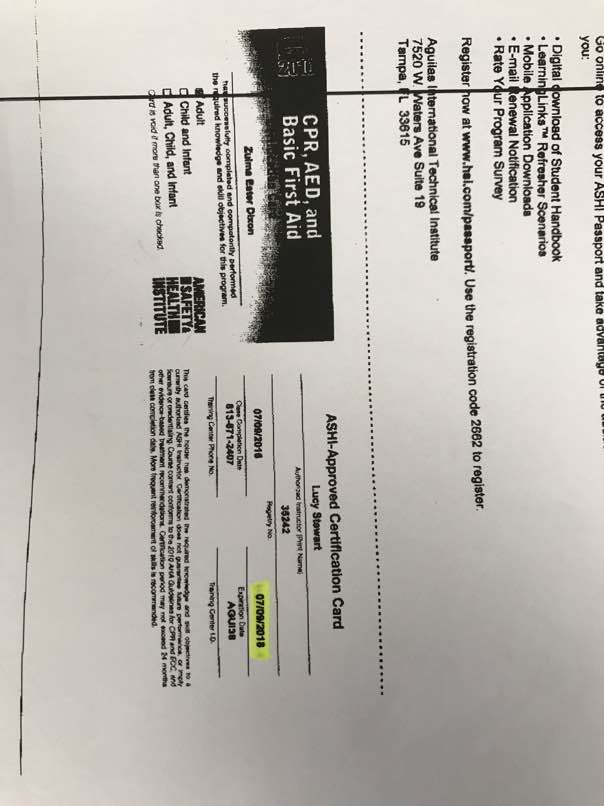 Go online to access your ASHI Passport and take advantage of the
you:
• Digital download of Student Handbook
• LearningLinks™ Refresher Scenarios
• Mobile Application Downloads
• E-mail Renewal Notification
• Rate Your Program Survey
Register now at www.hsi.com/passport/. Use the registration code 2662 to register.
Aguilas International Technical Institute
7520 W Waters Ave Suite 19
Tampa, FL 33615
CPR, AED, and
Basic First Aid
Zulma Ester Dixon
has successfully completed and competently performed
the required knowledge and skill objectives for this program.
Adult
Child and Infant
Adult, Child, and Infant
Card is void if more than one box is checked.
AMERICAN
SAFETY &
HEALTH
INSTITUTE
ASHI-Approved Certification Card
Lucy Stewart
Authorized Instructor (Print Name)
35242
Registry No.
07/09/2016 07/09/2018
Class Completion Date Expiration Date
813-871-2407 AGUI38
Training Center Phone No. Training Center I.D.
This card certifies the holder has demonstrated the required knowledge and skill objectives to a
currently authorized ASHI Instructor. Certification does not guarantee future performance, or imply
licensure or credentialing. Course content conforms to the 2010 AHA Guidelines for CPR and ECC, and
other evidence-based treatment recommendations. Certification period may not exceed 24 months
from class completion date. More frequent reinforcement of skills is recommended.